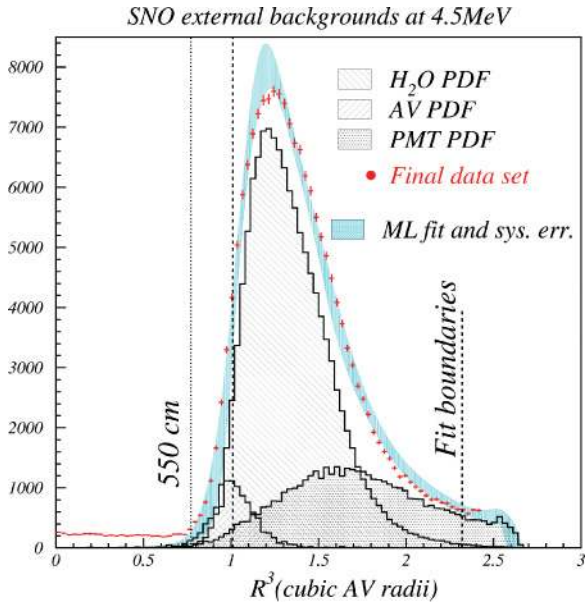 SNO external backgrounds at 4.5MeV
8000
7000
6000
5000
4000
3000
2000
1000
0
H₂O PDF
AV PDF
PMT PDF
Final data set
ML fit and sys. err.
550 cm
Fit boundaries
0 0.5 1 1.5 2 2.5 3
R³(cubic AV radii)